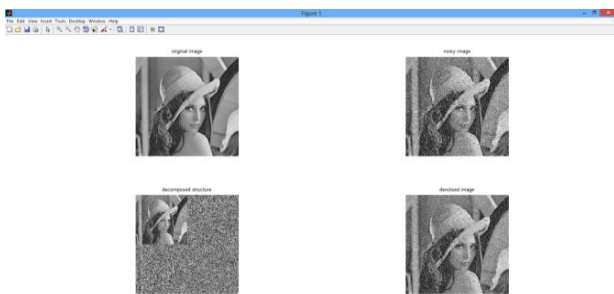 Figure 1
File Edit View Insert Tools Desktop Window Help
original image
noisy image
decomposed structure
denoised image